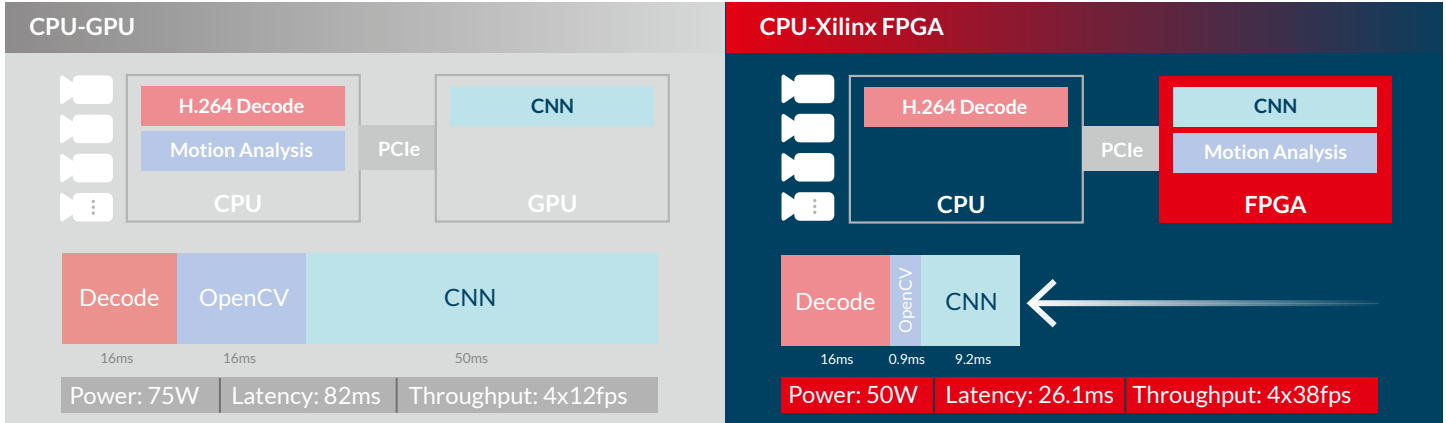 CPU-GPU
H.264 Decode
Motion Analysis
CPU
PCIe
CNN
GPU
Decode
OpenCV
CNN
16ms
16ms
50ms
Power: 75W
Latency: 82ms
Throughput: 4x12fps
CPU-Xilinx FPGA
H.264 Decode
CPU
PCIe
CNN
Motion Analysis
FPGA
Decode
OpenCV
CNN
16ms
0.9ms
9.2ms
Power: 50W
Latency: 26.1ms
Throughput: 4x38fps